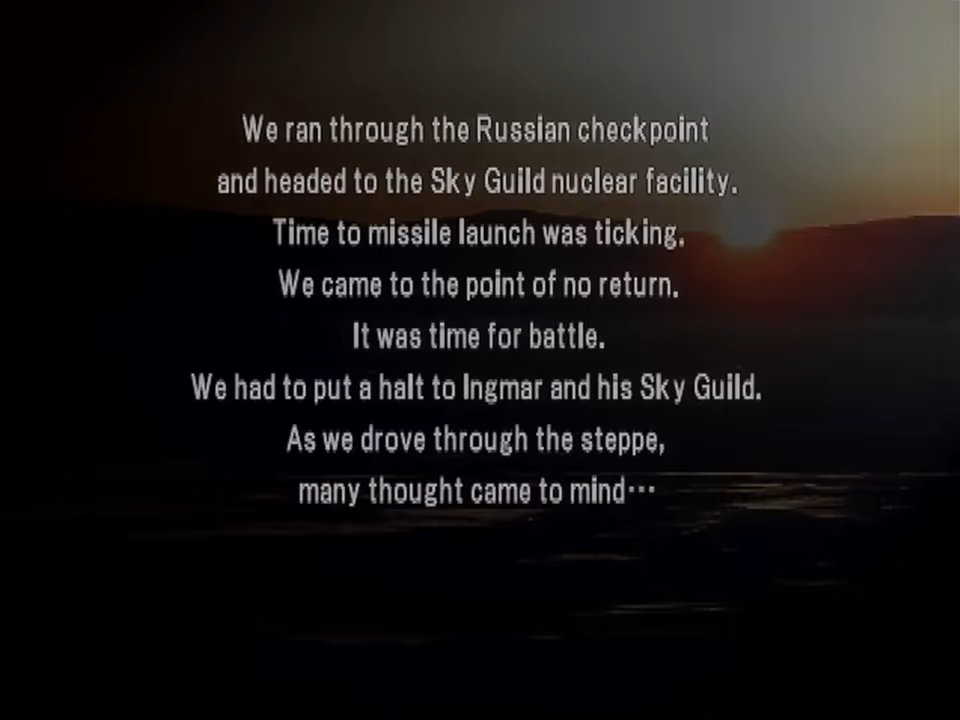 We ran through the Russian checkpoint
and headed to the Sky Guild nuclear facility.
Time to missile launch was ticking.
We came to the point of no return.
It was time for battle.
We had to put a halt to Ingmar and his Sky Guild.
As we drove through the steppe,
many thought came to mind···